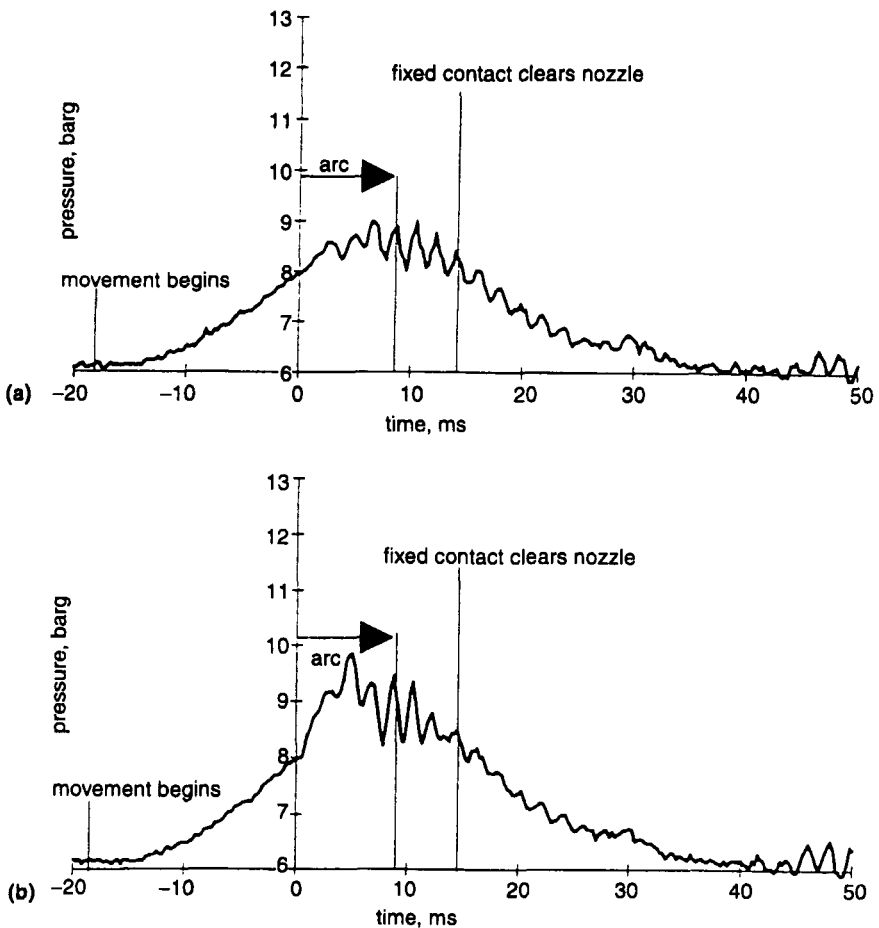 13
12
11
10
9
8
7
6
pressure, barg
fixed contact clears nozzle
arc
movement begins
(a)
−20 −10 0 10 20 30 40 50
time, ms
13
12
11
10
9
8
7
6
pressure, barg
fixed contact clears nozzle
arc
movement begins
(b)
−20 −10 0 10 20 30 40 50
time, ms